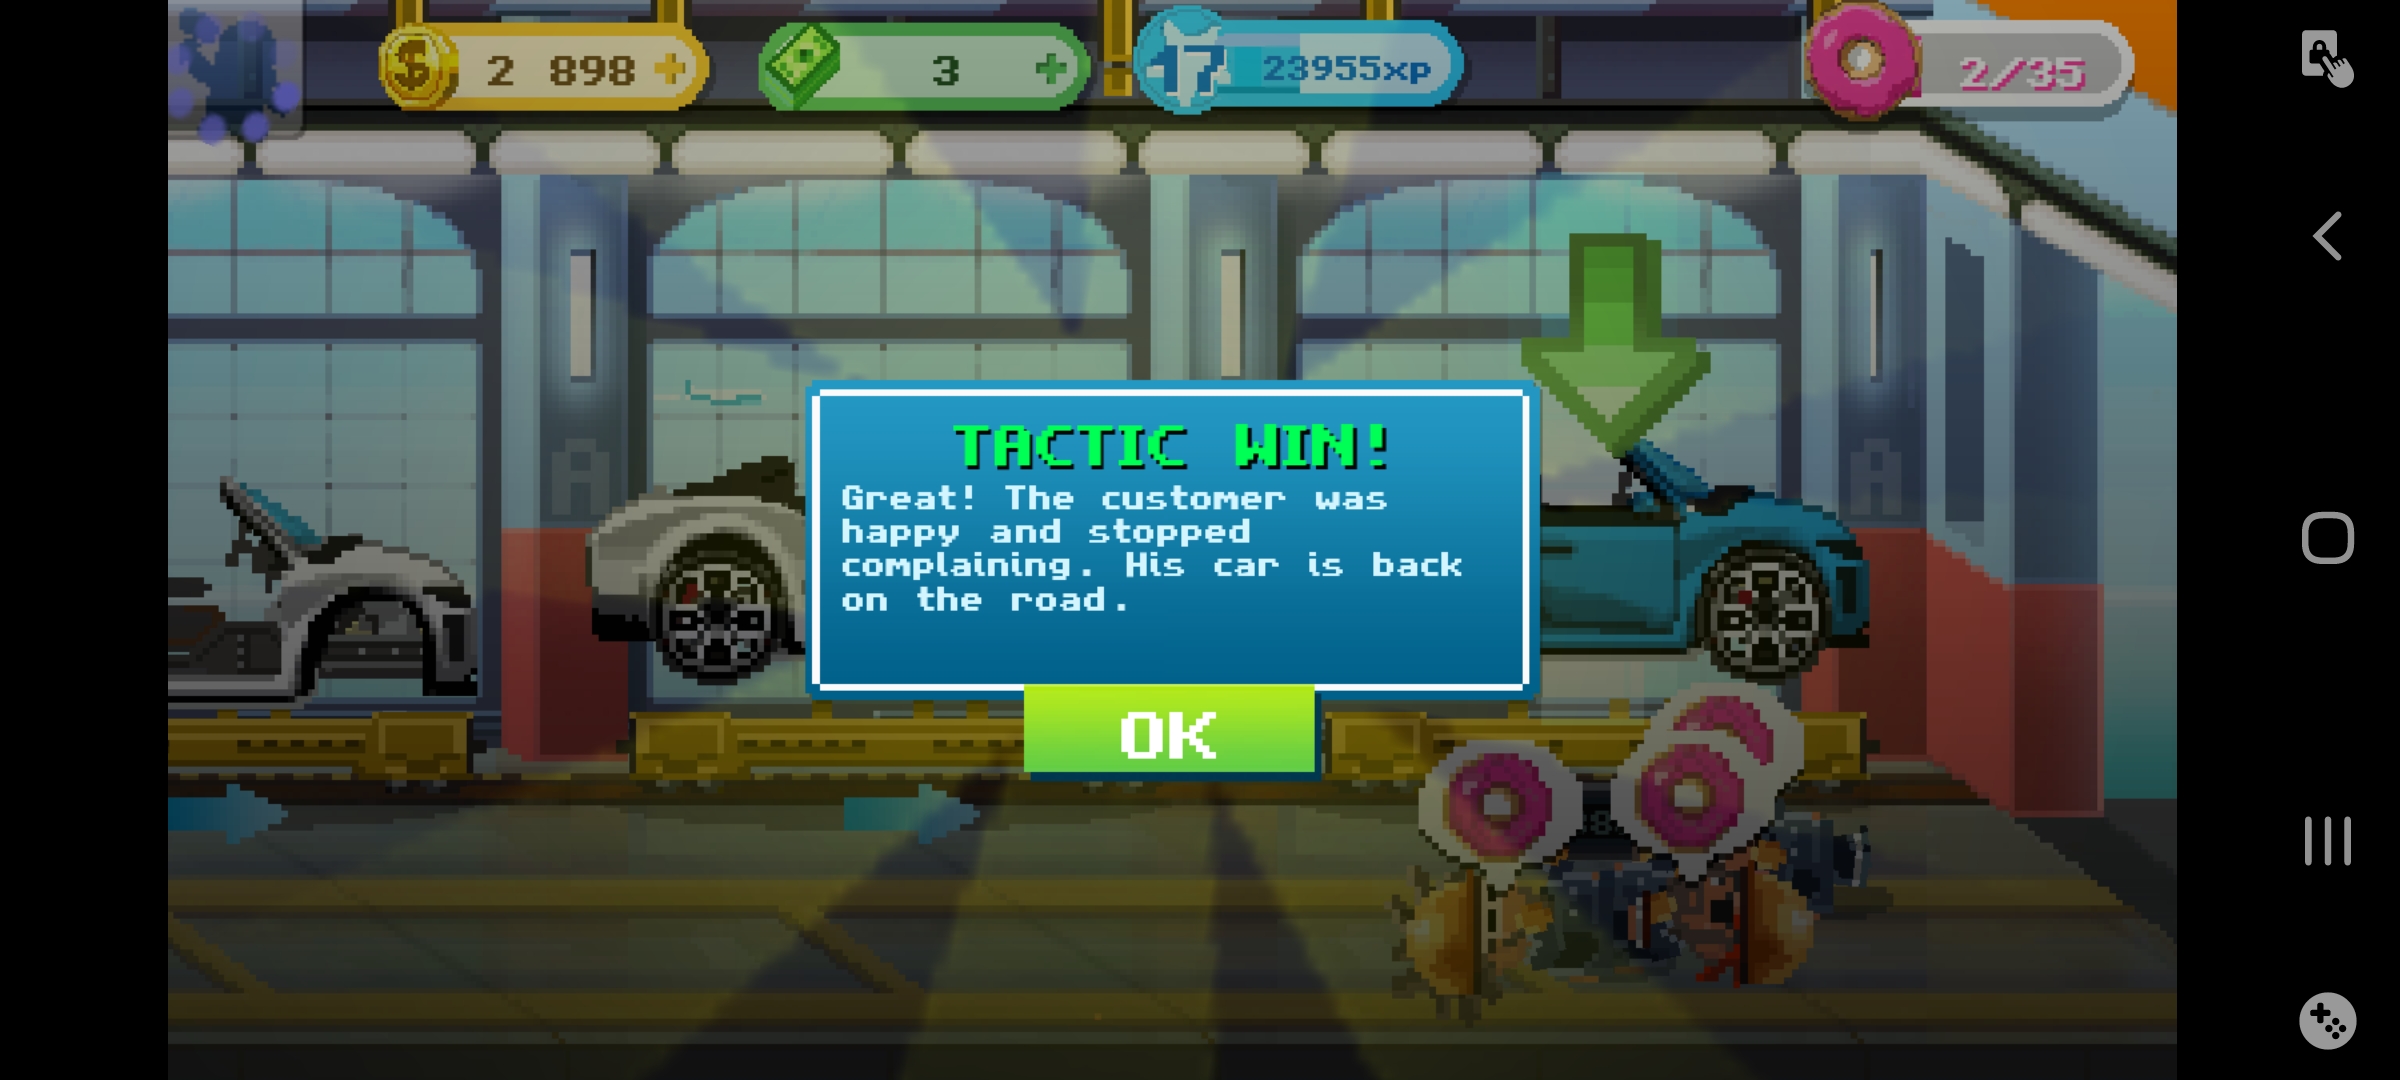 2 898 +
3 +
17 23955xp
2/35
A
A
TACTIC WIN!
Great! The customer was
happy and stopped
complaining. His car is back
on the road.
OK